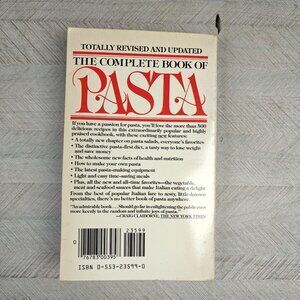 TOTALLY REVISED AND UPDATED
THE COMPLETE BOOK OF
PASTA
If you have a passion for pasta, you'll love the more than 300
delicious recipes in this extraordinarily popular and highly
praised cookbook, with these exciting new features:
• A totally new chapter on pasta salads, everyone's favorites
• The distinctive pasta-first diet, a tasty way to lose weight
and save money
• The wholesome new facts of health and nutrition
• How to make your own pasta
• The latest pasta-making equipment
• Light and easy time-saving meals
• Plus, all the new and all-time favorites—the vegetable,
meat and seafood sauces that make Italian eating a delight
From the best of popular Italian fare to zesty, little-known
specialties, there's no better book of pasta anywhere.
"An admirable book... Should go far in enlightening the public even
more keenly in the random and infinite joys of pasta."
—CRAIG CLAIBORNE, THE NEW YORK TIMES
23599
0
76783 00395
ISBN 0-553-23599-0